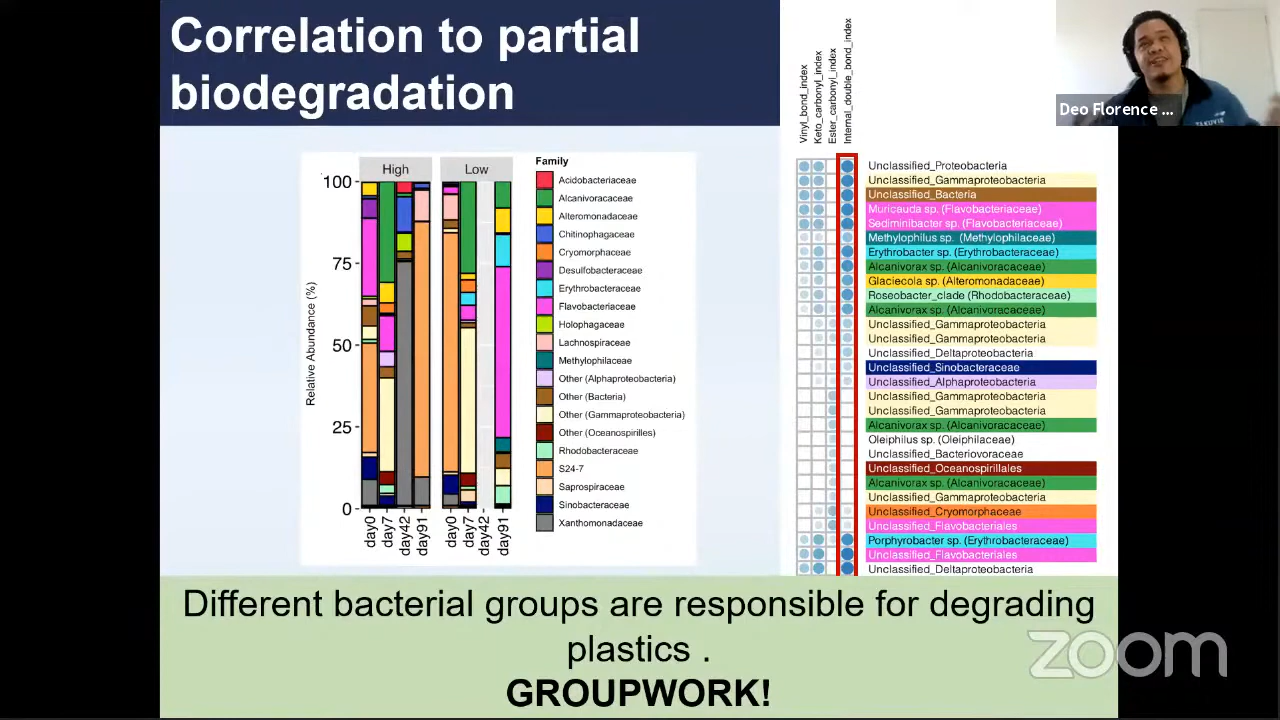 Correlation to partial
biodegradation
Deo Florence ...
Vinyl_bond_index
Keto_carbonyl_index
Ester_carbonyl_index
Internal_double_bond_index
High
Low
Relative Abundance (%)
100
75
50
25
0
day0
day7
day42
day91
day0
day7
day42
day91
Family
Acidobacteriaceae
Alcanivoracaceae
Alteromonadaceae
Chitinophagaceae
Cryomorphaceae
Desulfobacteraceae
Erythrobacteraceae
Flavobacteriaceae
Holophagaceae
Lachnospiraceae
Methylophilaceae
Other (Alphaproteobacteria)
Other (Bacteria)
Other (Gammaproteobacteria)
Other (Oceanospirilles)
Rhodobacteraceae
S24-7
Saprospiraceae
Sinobacteraceae
Xanthomonadaceae
Unclassified_Proteobacteria
Unclassified_Gammaproteobacteria
Unclassified_Bacteria
Muricauda sp. (Flavobacteriaceae)
Sediminibacter sp. (Flavobacteriaceae)
Methylophilus sp. (Methylophilaceae)
Erythrobacter sp. (Erythrobacteraceae)
Alcanivorax sp. (Alcanivoracaceae)
Glaciecola sp. (Alteromonadaceae)
Roseobacter_clade (Rhodobacteraceae)
Alcanivorax sp. (Alcanivoracaceae)
Unclassified_Gammaproteobacteria
Unclassified_Gammaproteobacteria
Unclassified_Deltaproteobacteria
Unclassified_Sinobacteraceae
Unclassified_Alphaproteobacteria
Unclassified_Gammaproteobacteria
Unclassified_Gammaproteobacteria
Alcanivorax sp. (Alcanivoracaceae)
Oleiphilus sp. (Oleiphilaceae)
Unclassified_Bacteriovoraceae
Unclassified_Oceanospirillales
Alcanivorax sp. (Alcanivoracaceae)
Unclassified_Gammaproteobacteria
Unclassified_Cryomorphaceae
Unclassified_Flavobacteriales
Porphyrobacter sp. (Erythrobacteraceae)
Unclassified_Flavobacteriales
Unclassified_Deltaproteobacteria
Different bacterial groups are responsible for degrading
plastics .
GROUPWORK!
zoom